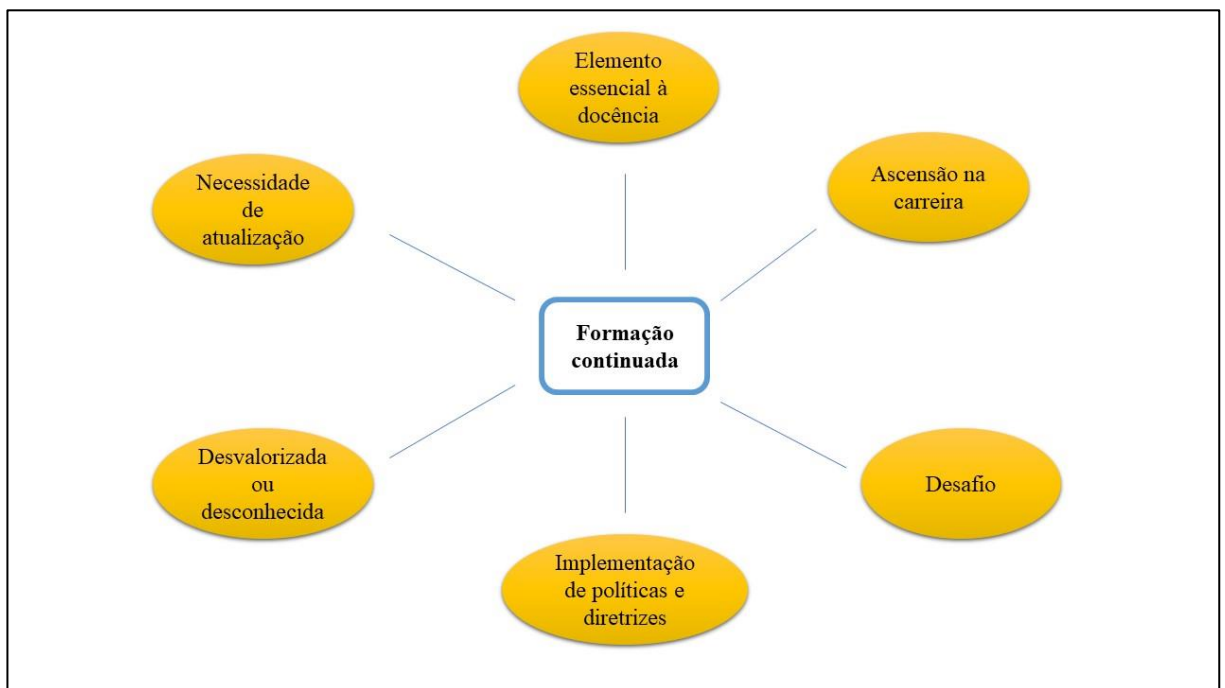 Elemento
essencial à
docência
Ascensão na
carreira
Necessidade
de
atualização
Formação
continuada
Desvalorizada
ou
desconhecida
Desafio
Implementação
de políticas e
diretrizes